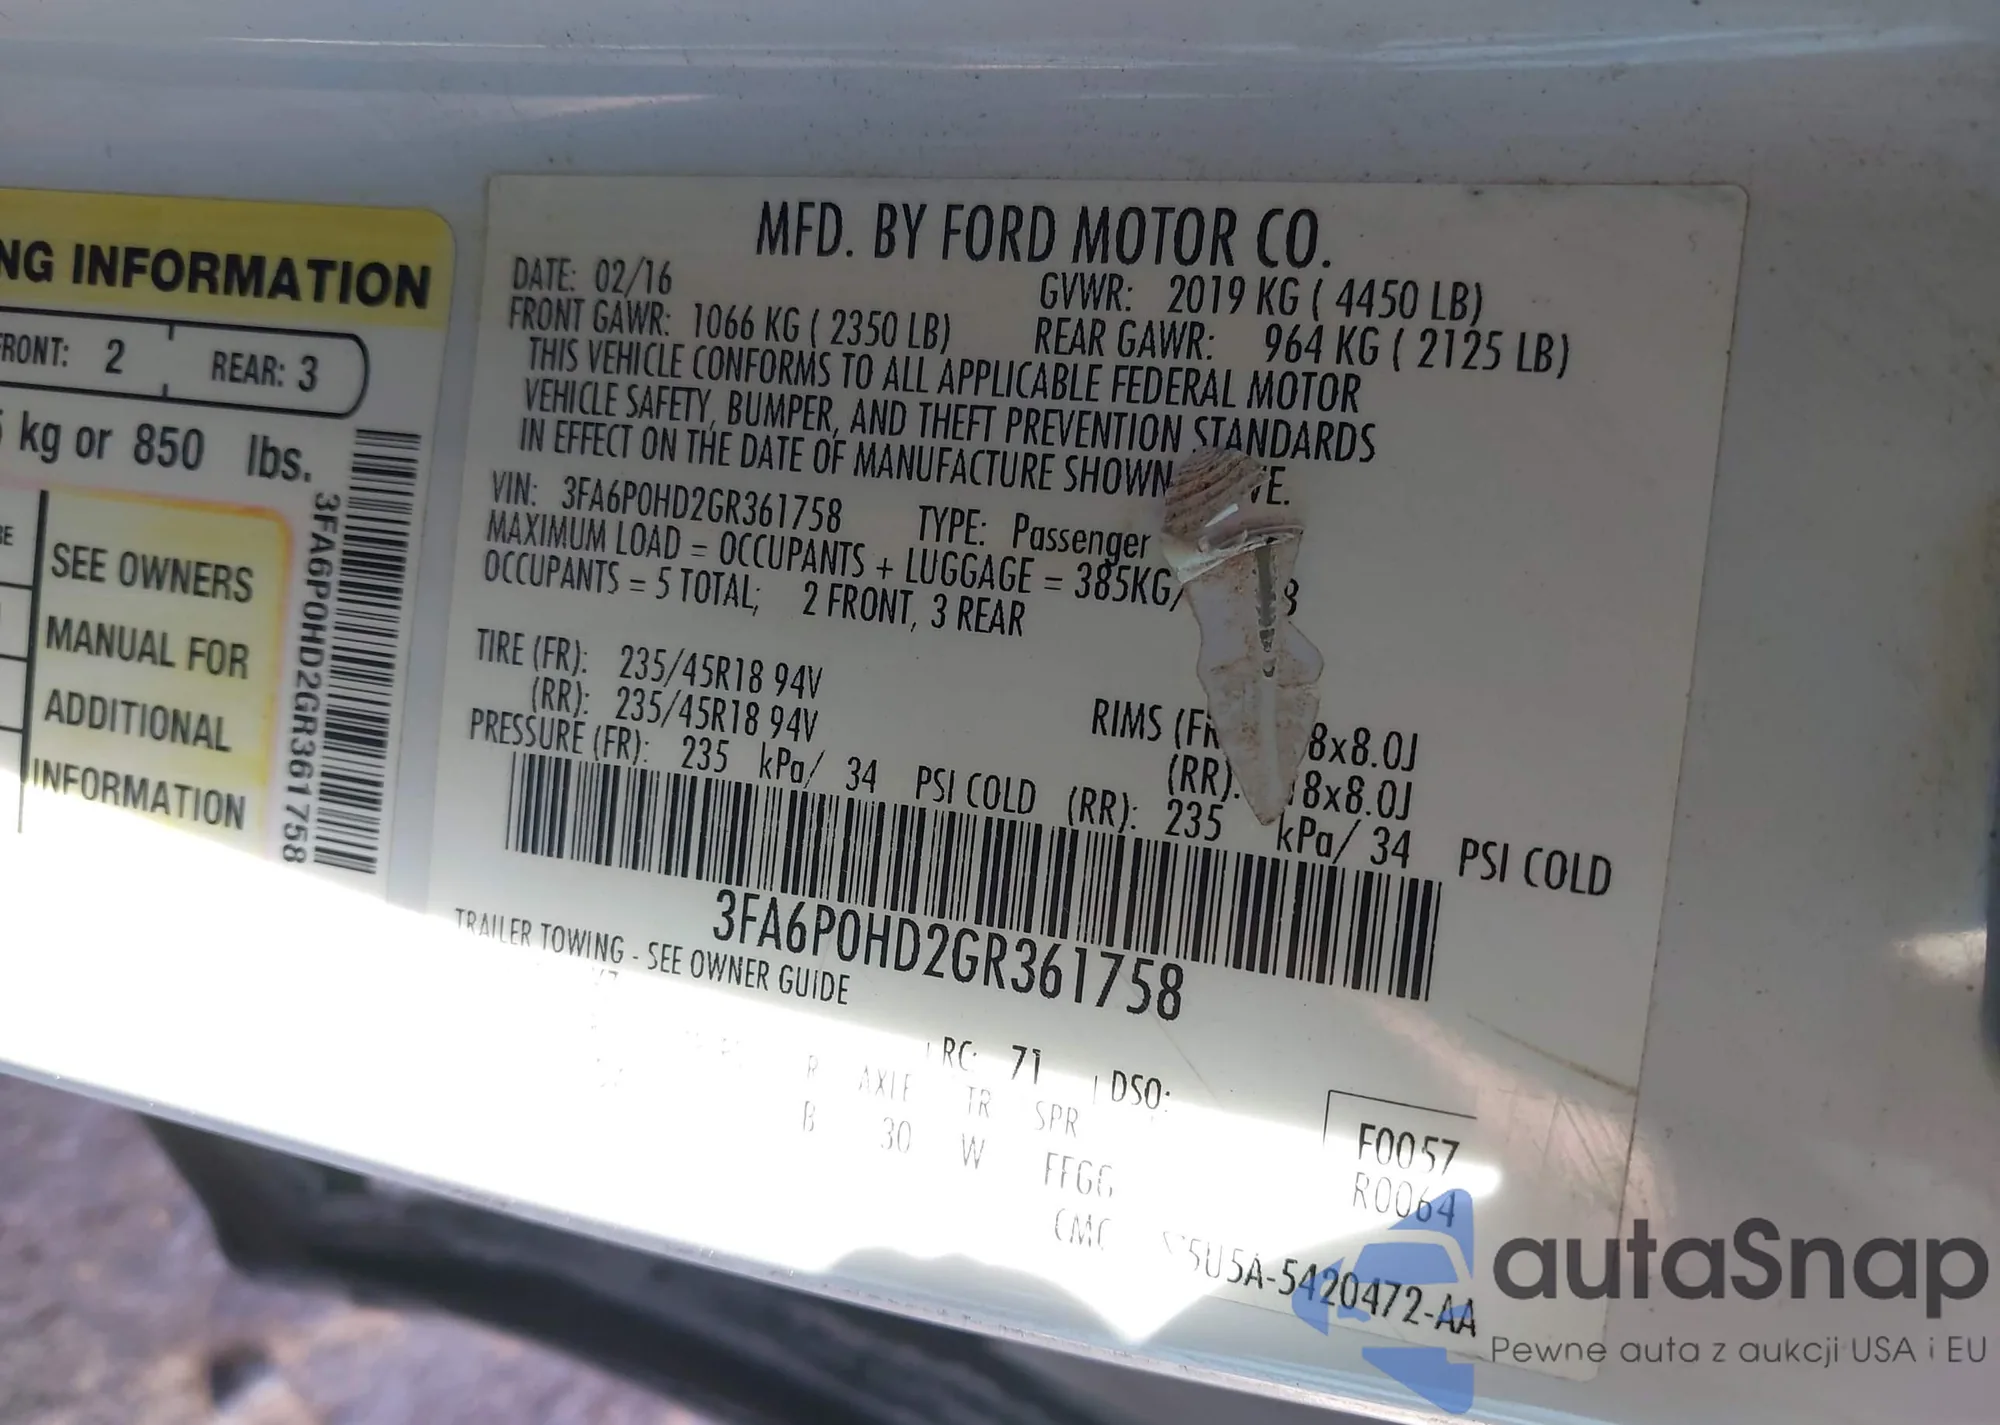 NG INFORMATION
FRONT: 2 REAR: 3
kg or 850 lbs.
SEE OWNERS
MANUAL FOR
ADDITIONAL
INFORMATION
3FA6P0HD2GR361758
MFD. BY FORD MOTOR CO.
DATE: 02/16 GVWR: 2019 KG ( 4450 LB)
FRONT GAWR: 1066 KG ( 2350 LB) REAR GAWR: 964 KG ( 2125 LB)
THIS VEHICLE CONFORMS TO ALL APPLICABLE FEDERAL MOTOR
VEHICLE SAFETY, BUMPER, AND THEFT PREVENTION STANDARDS
IN EFFECT ON THE DATE OF MANUFACTURE SHOWN VE.
VIN: 3FA6P0HD2GR361758 TYPE: Passenger
MAXIMUM LOAD = OCCUPANTS + LUGGAGE = 385KG/
OCCUPANTS = 5 TOTAL; 2 FRONT, 3 REAR
TIRE (FR): 235/45R18 94V RIMS (FR 8x8.0J
(RR): 235/45R18 94V (RR): 18x8.0J
PRESSURE (FR): 235 kPa/ 34 PSI COLD (RR): 235 kPa/ 34 PSI COLD
3FA6P0HD2GR361758
TRAILER TOWING - SEE OWNER GUIDE
RC: 71 DSO:
R AXLE TR SPR
B 30 W FFGG
F0057
R0064
CMC 5U5A-5420472-AA
autaSnap
Pewne auta z aukcji USA i EU